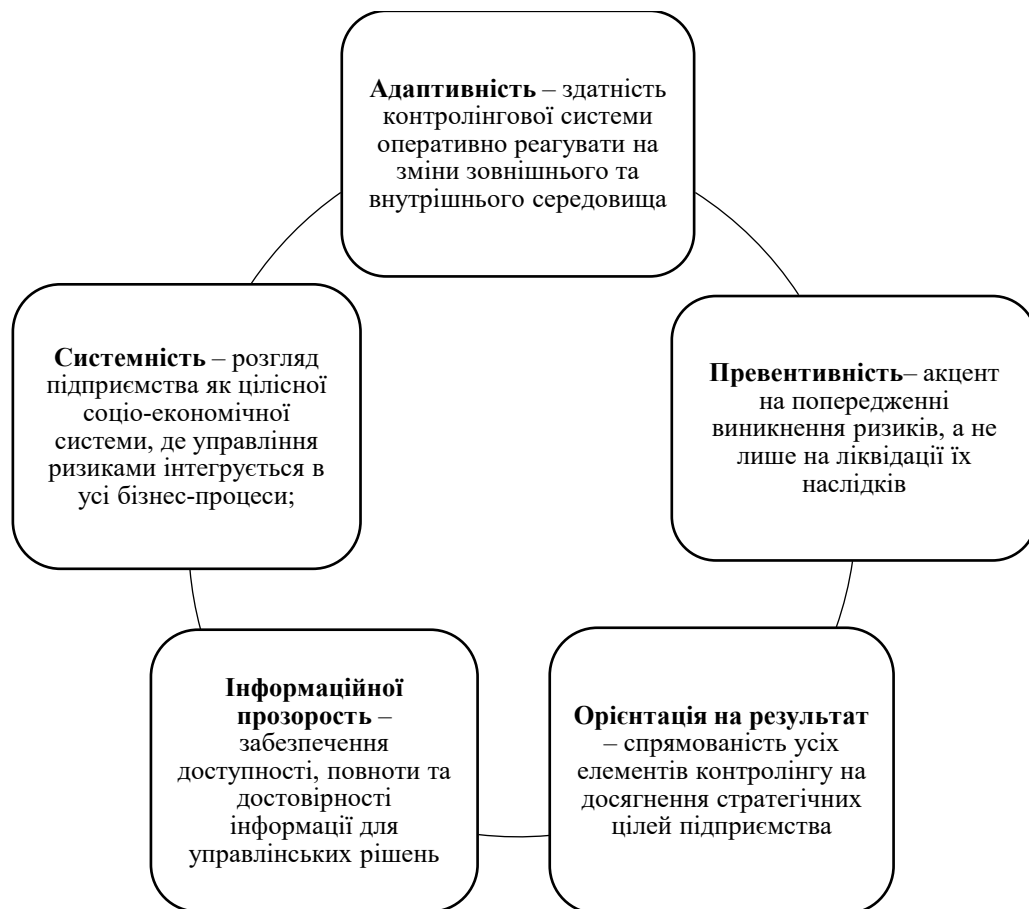 Адаптивність – здатність
контролінгової системи
оперативно реагувати на
зміни зовнішнього та
внутрішнього середовища
Системність – розгляд
підприємства як цілісної
соціо-економічної
системи, де управління
ризиками інтегрується в
усі бізнес-процеси;
Превентивність– акцент
на попередженні
виникнення ризиків, а не
лише на ліквідації їх
наслідків
Інформаційної
прозорость –
забезпечення
доступності, повноти та
достовірності
інформації для
управлінських рішень
Орієнтація на результат
– спрямованість усіх
елементів контролінгу на
досягнення стратегічних
цілей підприємства